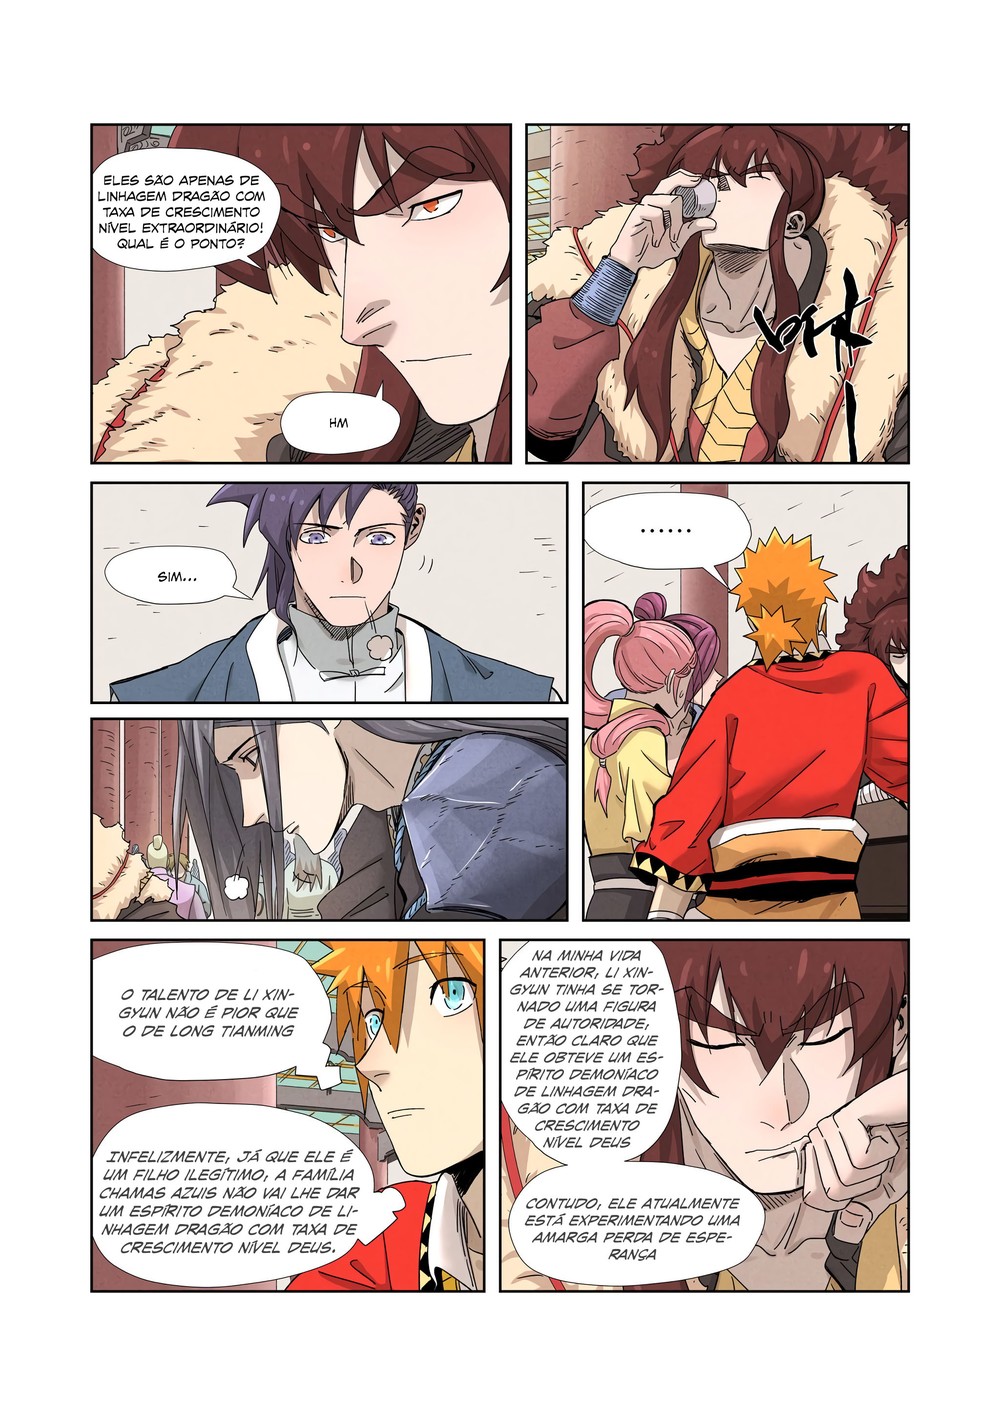 ELES SÃO APENAS DE
LINHAGEM DRAGÃO COM
TAXA DE CRESCIMENTO
NÍVEL EXTRAORDINÁRIO!
QUAL É O PONTO?
HM
SIM...
......
O TALENTO DE LI XIN-
GYUN NÃO É PIOR QUE
O DE LONG TIANMING
INFELIZMENTE, JÁ QUE ELE É
UM FILHO ILEGÍTIMO, A FAMÍLIA
CHAMAS AZUIS NÃO VAI LHE DAR
UM ESPÍRITO DEMONÍACO DE LI-
NHAGEM DRAGÃO COM TAXA DE
CRESCIMENTO NÍVEL DEUS.
NA MINHA VIDA
ANTERIOR, LI XIN-
GYUN TINHA SE TOR-
NADO UMA FIGURA
DE AUTORIDADE,
ENTÃO CLARO QUE
ELE OBTEVE UM ES-
PÍRITO DEMONÍACO
DE LINHAGEM DRA-
GÃO COM TAXA DE
CRESCIMENTO
NÍVEL DEUS
CONTUDO, ELE ATUALMENTE
ESTÁ EXPERIMENTANDO UMA
AMARGA PERDA DE ESPE-
RANÇA